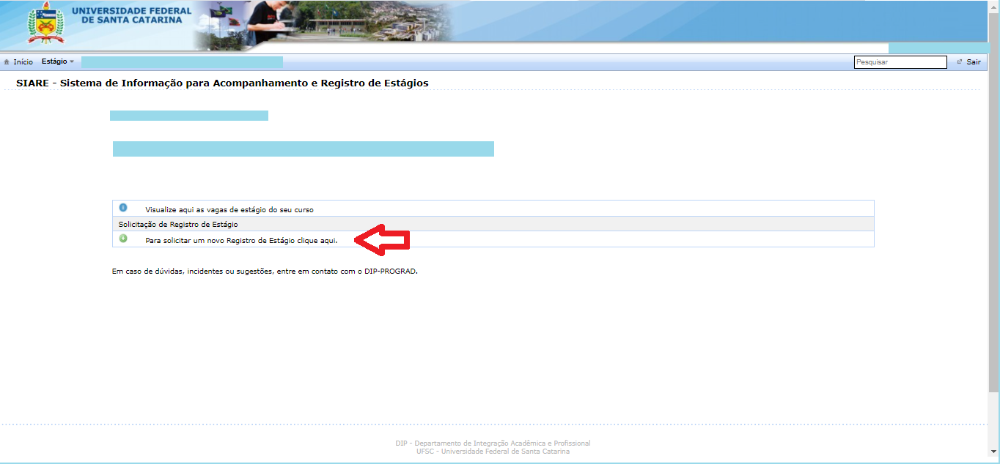 UNIVERSIDADE FEDERAL
DE SANTA CATARINA
Início Estágio Pesquisar Sair
SIARE - Sistema de Informação para Acompanhamento e Registro de Estágios
Visualize aqui as vagas de estágio do seu curso
Solicitação de Registro de Estágio
Para solicitar um novo Registro de Estágio clique aqui.
Em caso de dúvidas, incidentes ou sugestões, entre em contato com o DIP-PROGRAD.
DIP - Departamento de Integração Acadêmica e Profissional
UFSC - Universidade Federal de Santa Catarina